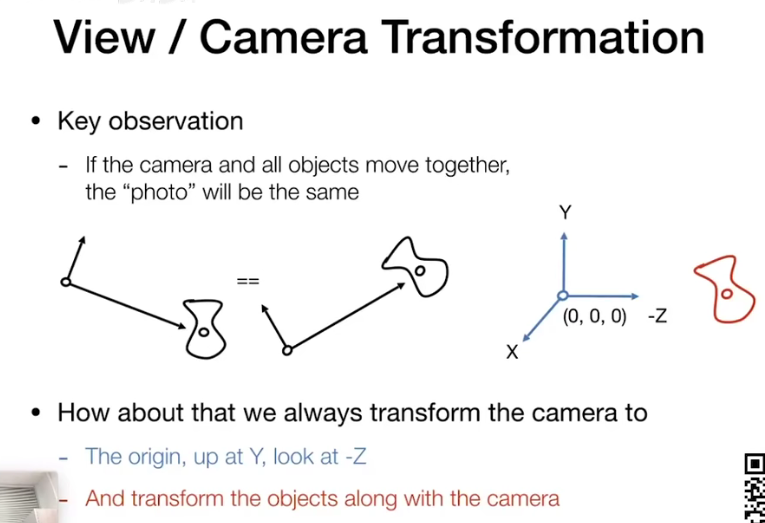 View / Camera Transformation
• Key observation
- If the camera and all objects move together,
the “photo” will be the same
==
Y
(0, 0, 0) -Z
X
• How about that we always transform the camera to
- The origin, up at Y, look at -Z
- And transform the objects along with the camera